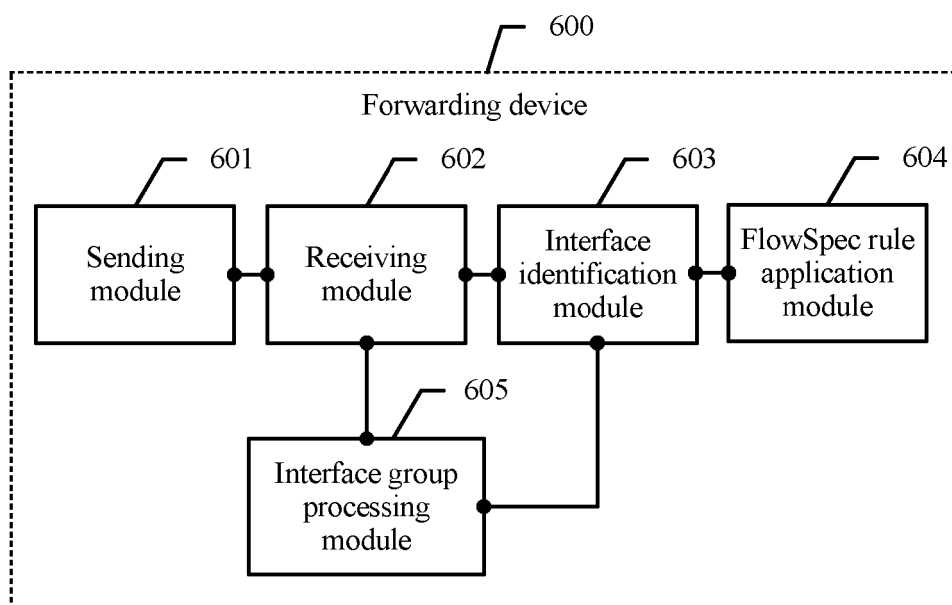 600
Forwarding device
601
602
603
604
Sending
module
Receiving
module
Interface
identification
module
FlowSpec rule
application
module
605
Interface group
processing
module